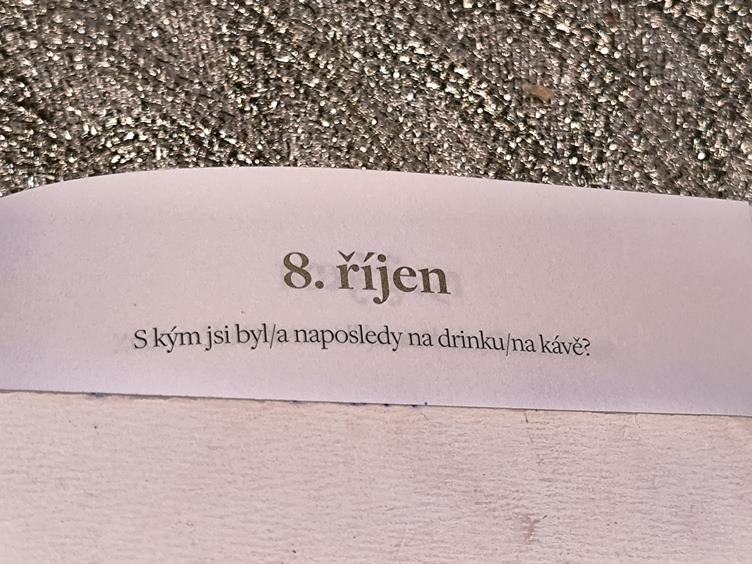 8. říjen
S kým jsi byl/a naposledy na drinku/na kávě?